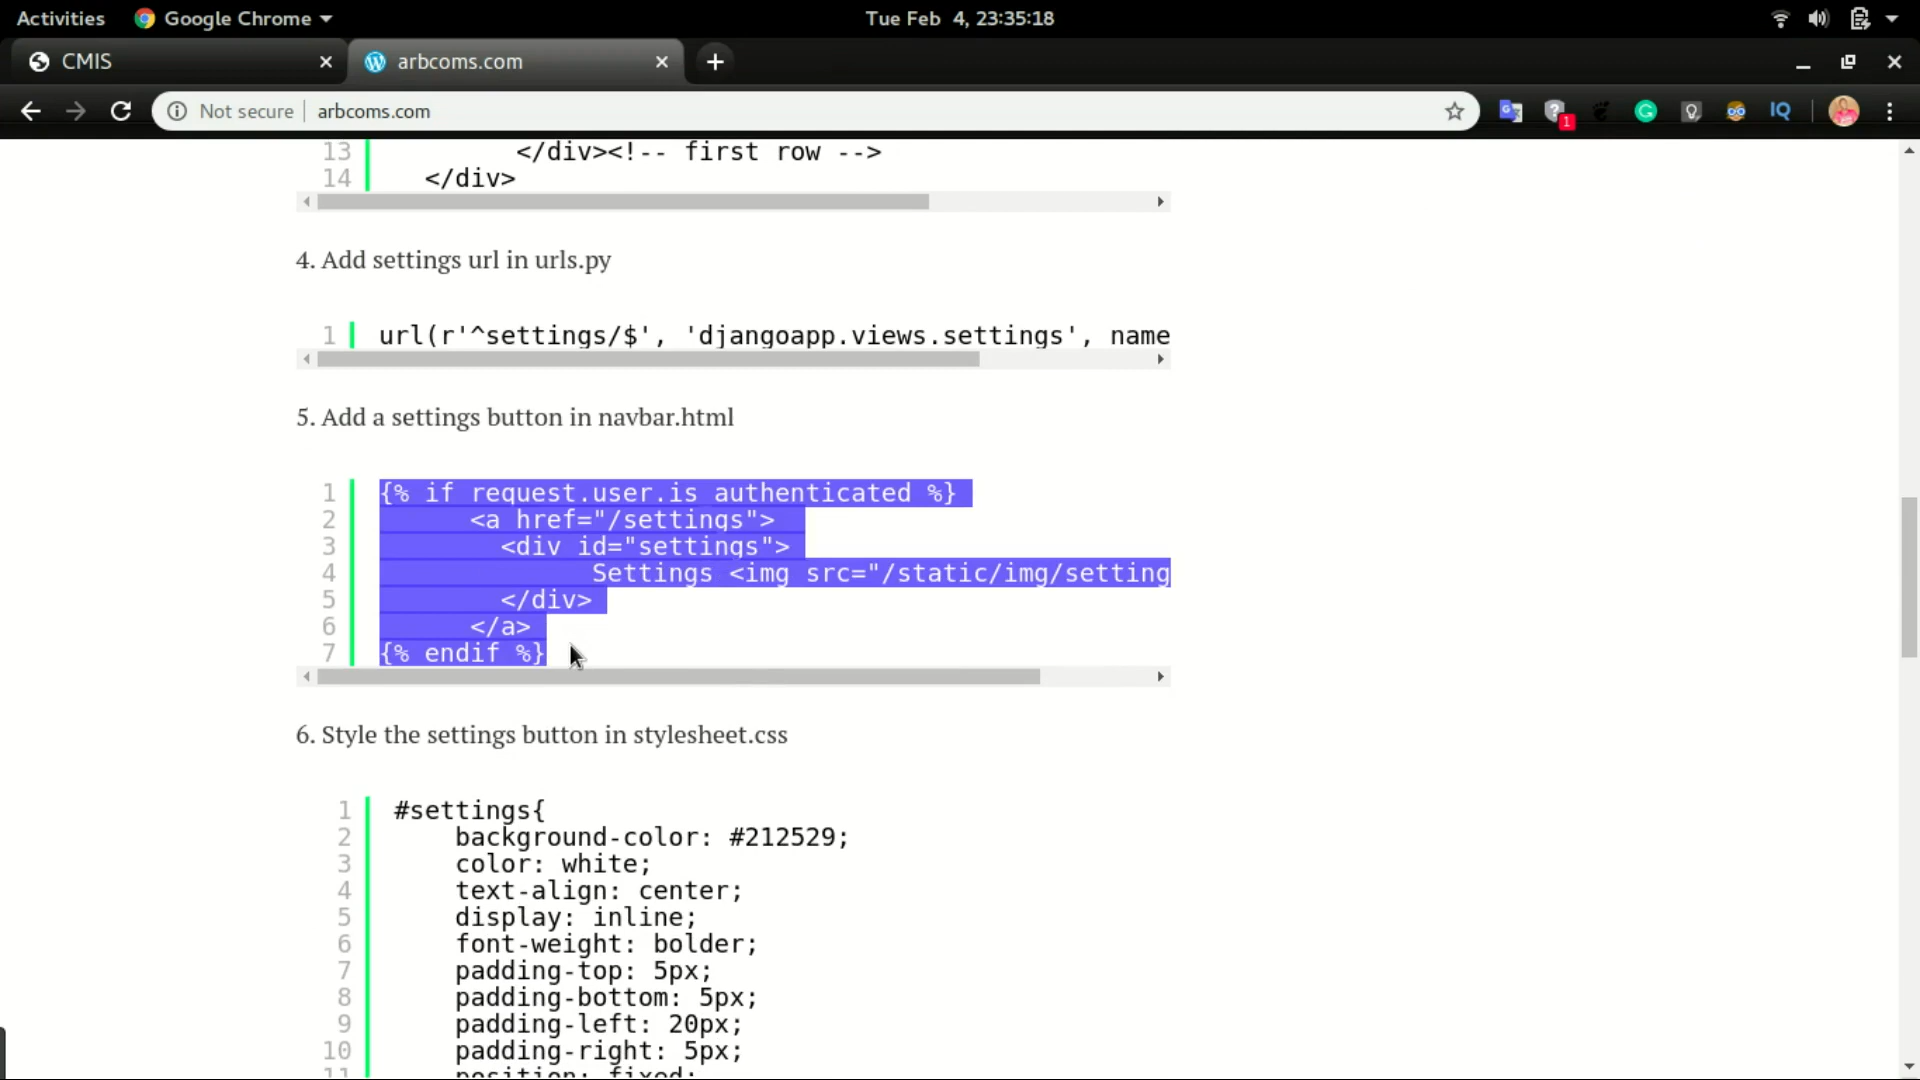 Activities Google Chrome Tue Feb 4, 23:35:18
CMIS arbcoms.com
Not secure arbcoms.com 1 IQ
13 </div><!-- first row -->
14 </div>
4. Add settings url in urls.py
1 url(r'^settings/$', 'djangoapp.views.settings', name
5. Add a settings button in navbar.html
1 {% if request.user.is_authenticated %}
2 <a href="/settings">
3 <div id="settings">
4 Settings <img src="/static/img/setting
5 </div>
6 </a>
7 {% endif %}
6. Style the settings button in stylesheet.css
1 #settings{
2 background-color: #212529;
3 color: white;
4 text-align: center;
5 display: inline;
6 font-weight: bolder;
7 padding-top: 5px;
8 padding-bottom: 5px;
9 padding-left: 20px;
10 padding-right: 5px;
11 position: fixed;